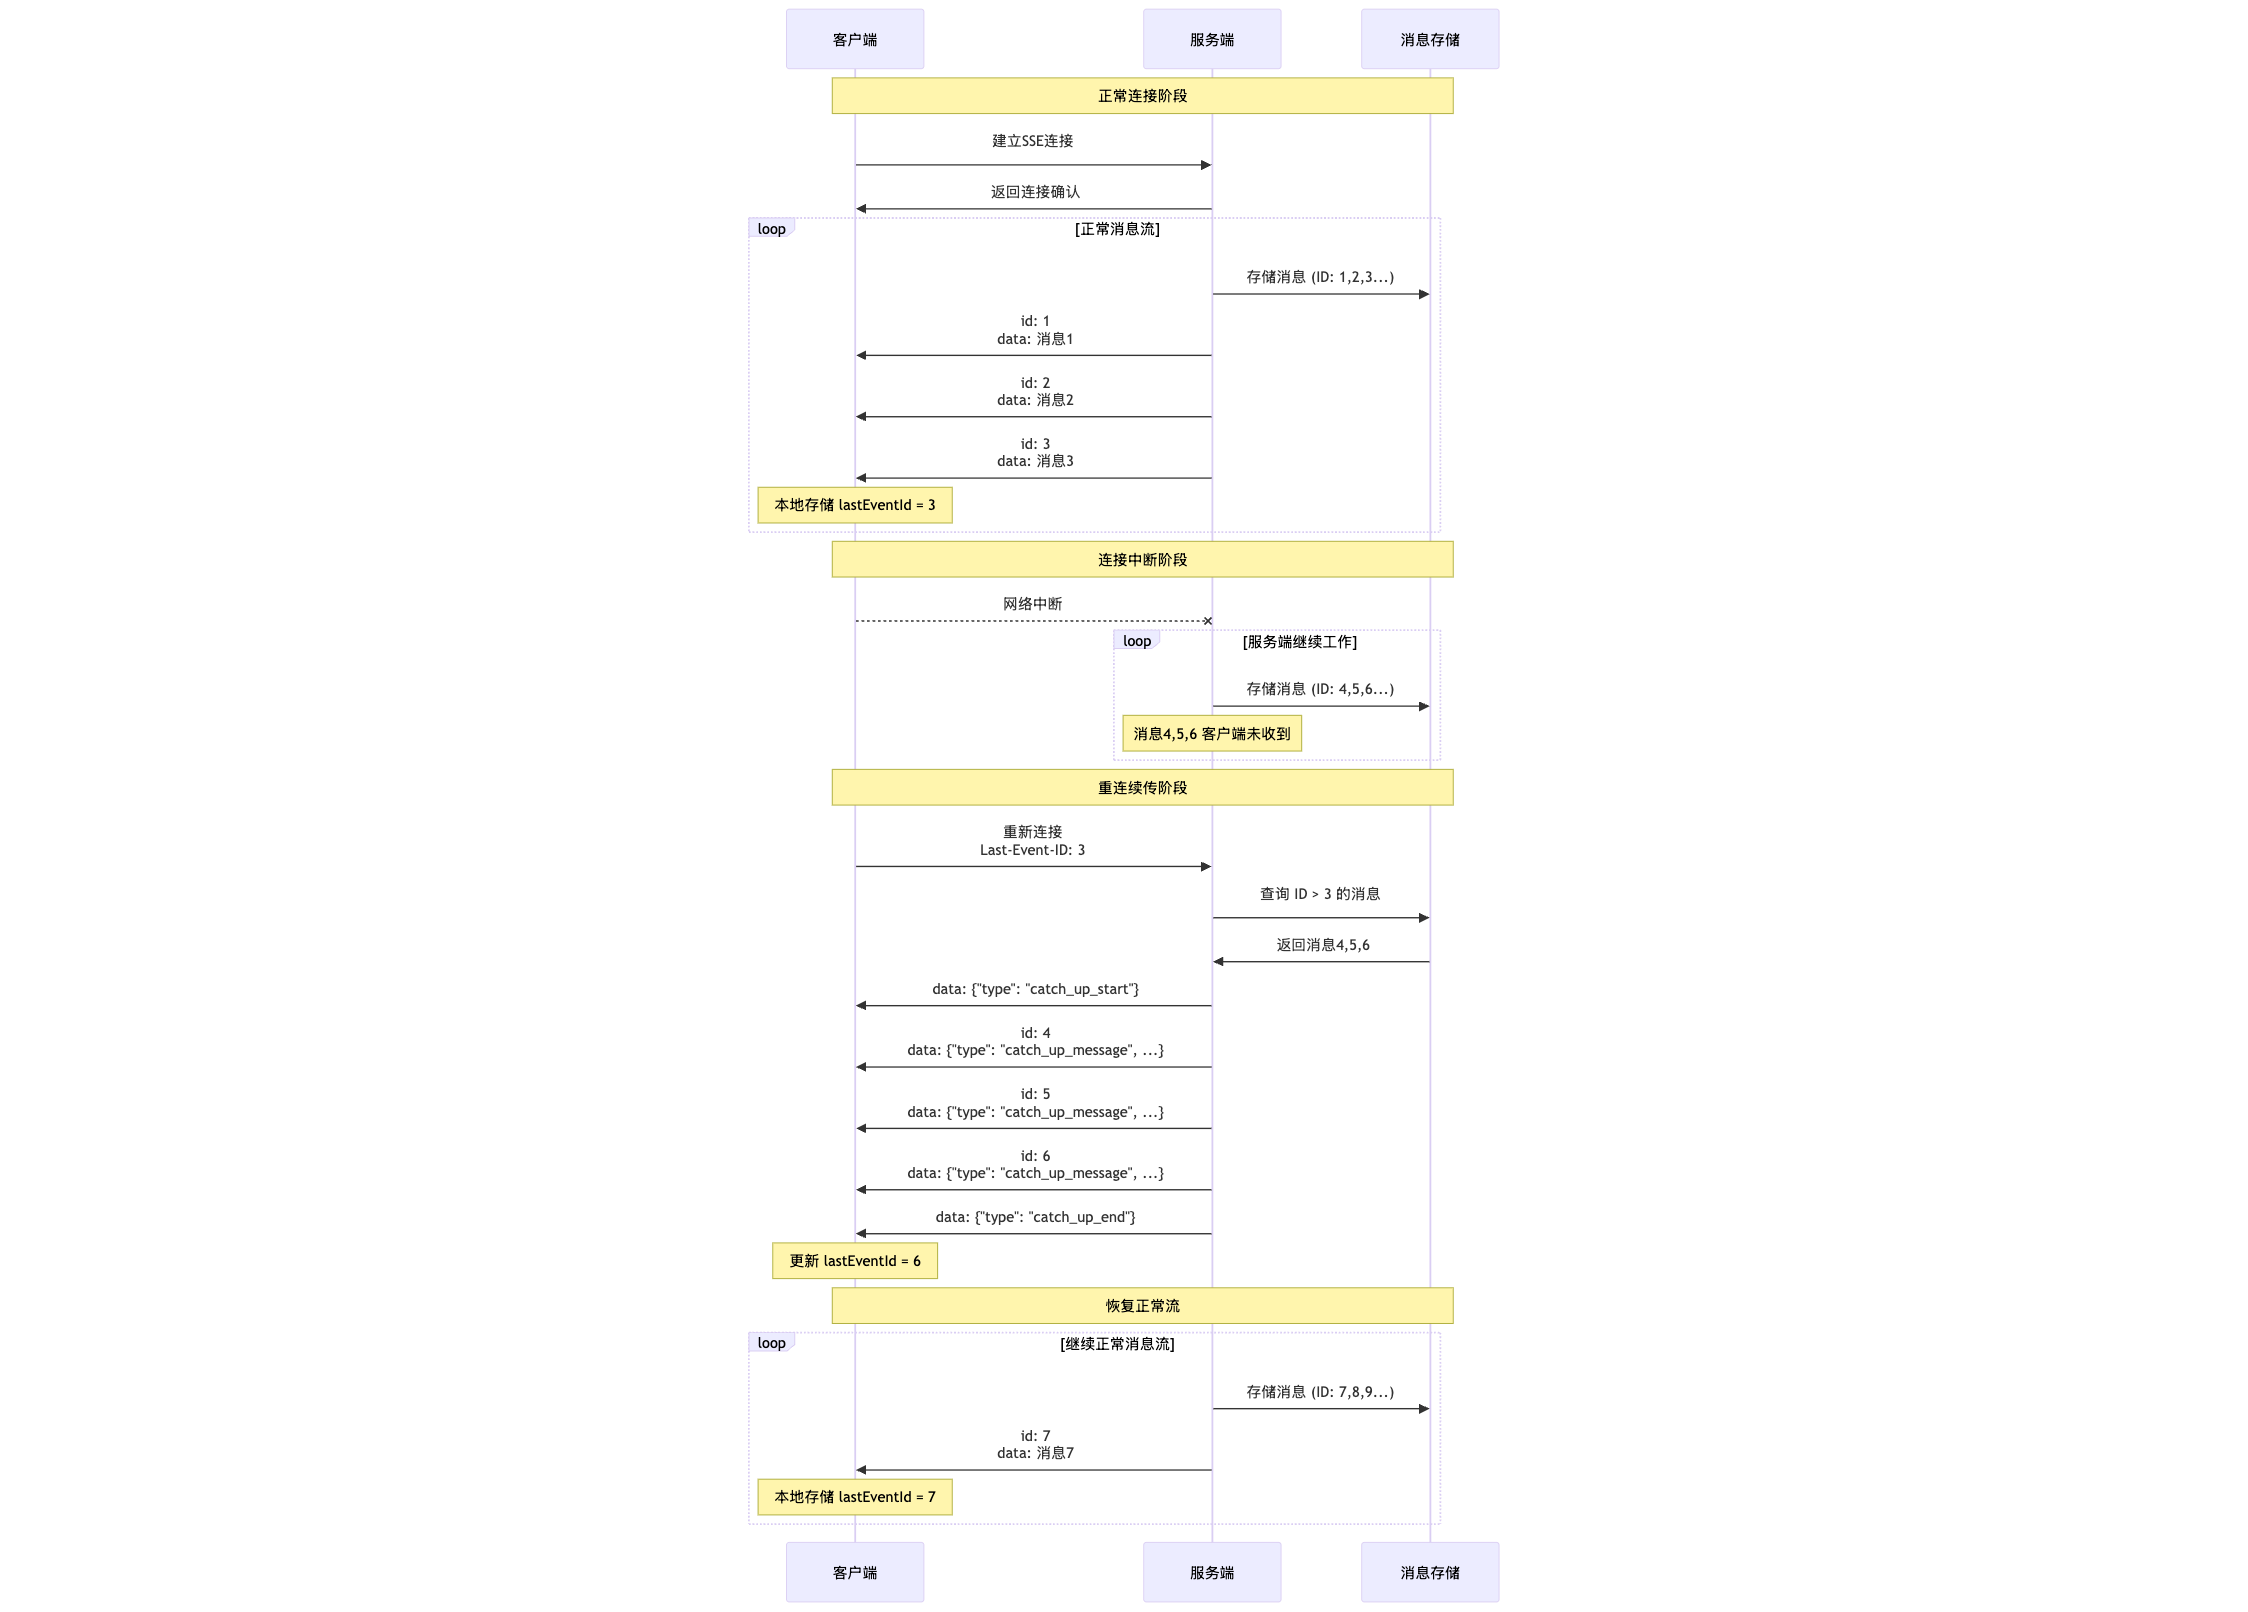 客户端
服务端
消息存储
正常连接阶段
建立SSE连接
返回连接确认
loop
[正常消息流]
存储消息 (ID: 1,2,3...)
id: 1
data: 消息1
id: 2
data: 消息2
id: 3
data: 消息3
本地存储 lastEventId = 3
连接中断阶段
网络中断
loop
[服务端继续工作]
存储消息 (ID: 4,5,6...)
消息4,5,6 客户端未收到
重连续传阶段
重新连接
Last-Event-ID: 3
查询 ID > 3 的消息
返回消息4,5,6
data: {"type": "catch_up_start"}
id: 4
data: {"type": "catch_up_message", ...}
id: 5
data: {"type": "catch_up_message", ...}
id: 6
data: {"type": "catch_up_message", ...}
data: {"type": "catch_up_end"}
更新 lastEventId = 6
恢复正常流
loop
[继续正常消息流]
存储消息 (ID: 7,8,9...)
id: 7
data: 消息7
本地存储 lastEventId = 7
客户端
服务端
消息存储